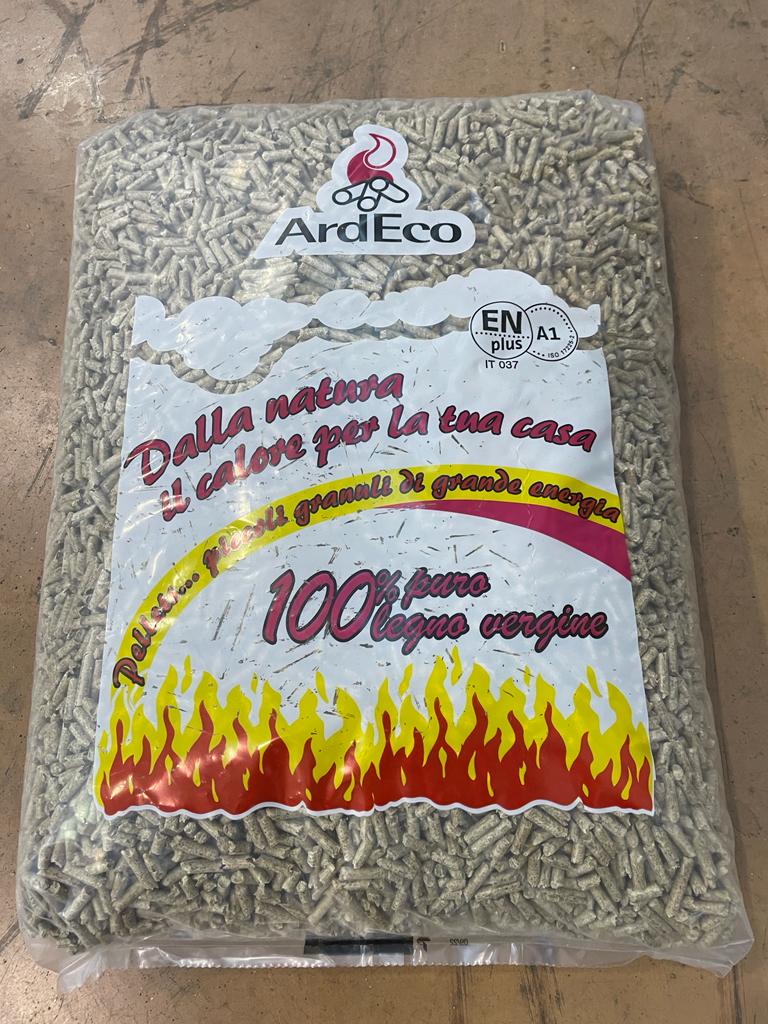 ArdEco
EN
plus
A1
ISO 17225-2
IT 037
Dalla natura
il calore per la tua casa
Pellets... piccoli granuli di grande energia
100% puro
legno vergine